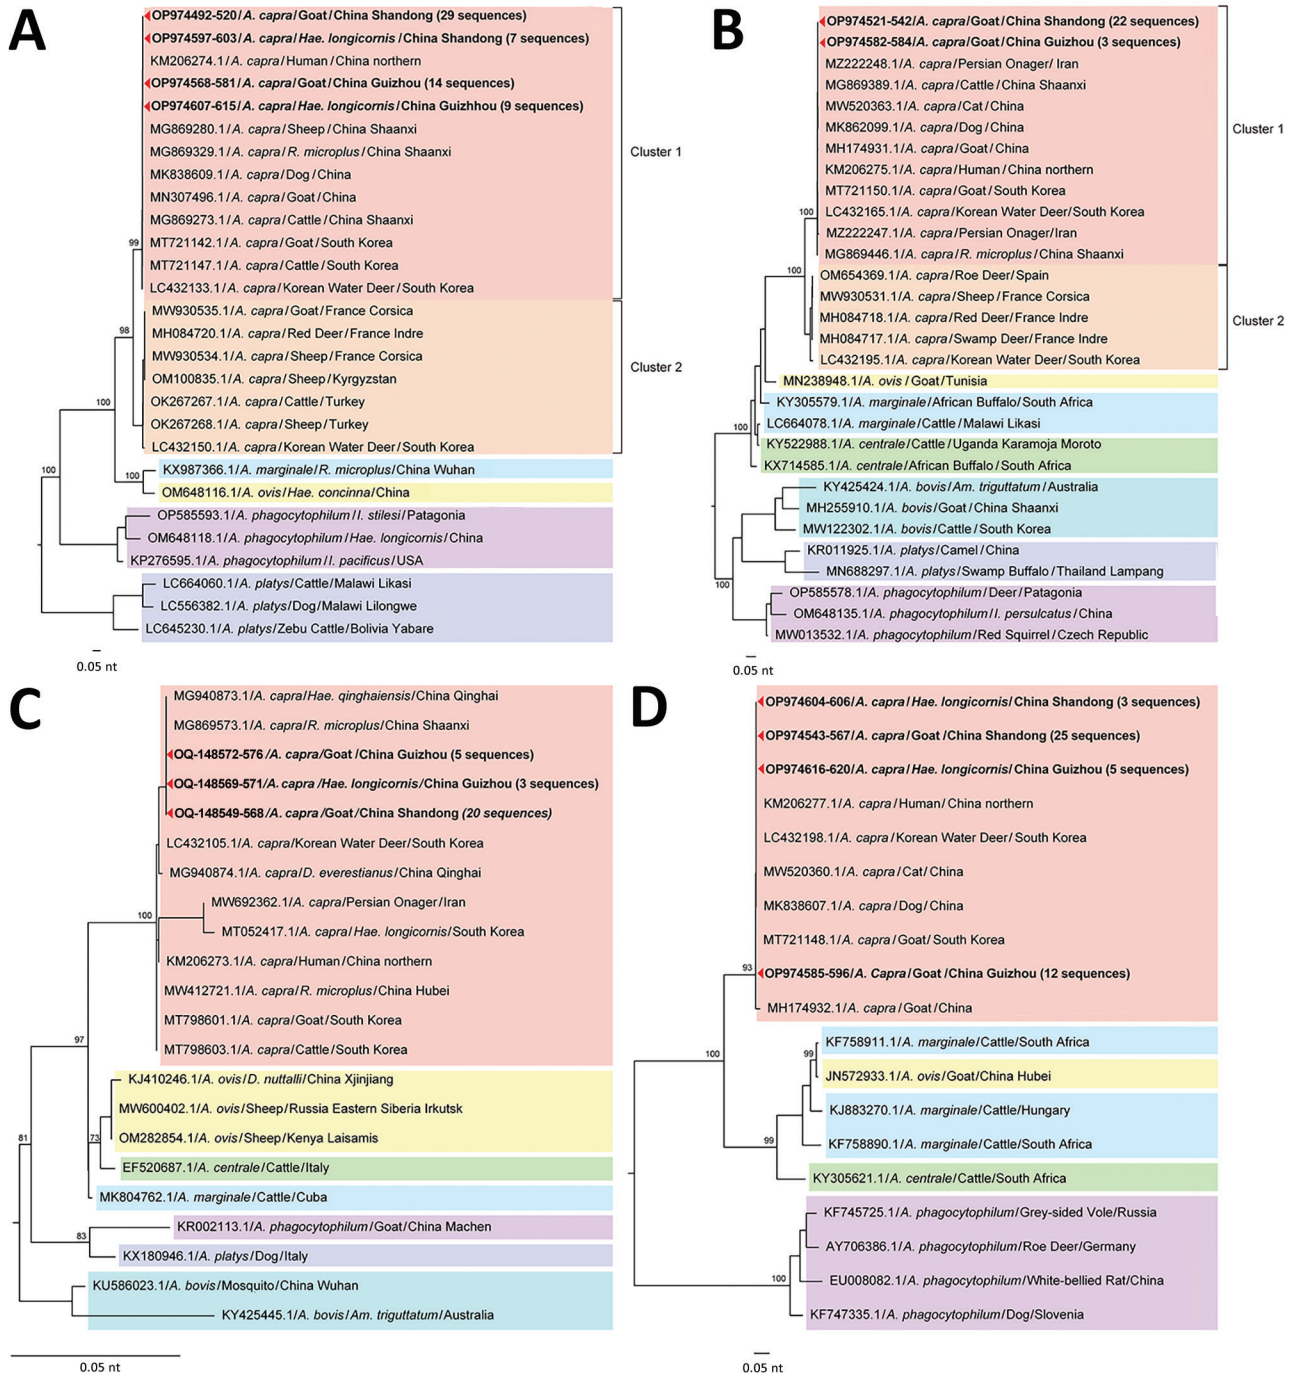 A
OP974492-520/A. capra/Goat/China Shandong (29 sequences)
OP974597-603/A. capra/Hae. longicornis/China Shandong (7 sequences)
KM206274.1/A. capra/Human/China northern
OP974568-581/A. capra/Goat/China Guizhou (14 sequences)
OP974607-615/A. capra/Hae. longicornis/China Guizhhou (9 sequences)
MG869280.1/A. capra/Sheep/China Shaanxi
MG869329.1/A. capra/R. microplus/China Shaanxi
MK838609.1/A. capra/Dog/China
MN307496.1/A. capra/Goat/China
MG869273.1/A. capra/Cattle/China Shaanxi
MT721142.1/A. capra/Goat/South Korea
MT721147.1/A. capra/Cattle/South Korea
LC432133.1/A. capra/Korean Water Deer/South Korea
MW930535.1/A. capra/Goat/France Corsica
MH084720.1/A. capra/Red Deer/France Indre
MW930534.1/A. capra/Sheep/France Corsica
OM100835.1/A. capra/Sheep/Kyrgyzstan
OK267267.1/A. capra/Cattle/Turkey
OK267268.1/A. capra/Sheep/Turkey
LC432150.1/A. capra/Korean Water Deer/South Korea
KX987366.1/A. marginale/R. microplus/China Wuhan
OM648116.1/A. ovis/Hae. concinna/China
OP585593.1/A. phagocytophilum/I. stilesi/Patagonia
OM648118.1/A. phagocytophilum/Hae. longicornis/China
KP276595.1/A. phagocytophilum/I. pacificus/USA
LC664060.1/A. platys/Cattle/Malawi Likasi
LC556382.1/A. platys/Dog/Malawi Lilongwe
LC645230.1/A. platys/Zebu Cattle/Bolivia Yabare
Cluster 1
Cluster 2
99
98
100
100
100
0.05 nt
B
OP974521-542/A. capra/Goat/China Shandong (22 sequences)
OP974582-584/A. capra/Goat/China Guizhou (3 sequences)
MZ222248.1/A. capra/Persian Onager/ Iran
MG869389.1/A. capra/Cattle/China Shaanxi
MW520363.1/A. capra/Cat/China
MK862099.1/A. capra/Dog/China
MH174931.1/A. capra/Goat/China
KM206275.1/A. capra/Human/China northern
MT721150.1/A. capra/Goat/South Korea
LC432165.1/A. capra/Korean Water Deer/South Korea
MZ222247.1/A. capra/Persian Onager/Iran
MG869446.1/A. capra/R. microplus/China Shaanxi
OM654369.1/A. capra/Roe Deer/Spain
MW930531.1/A. capra/Sheep/France Corsica
MH084718.1/A. capra/Red Deer/France Indre
MH084717.1/A. capra/Swamp Deer/France Indre
LC432195.1/A. capra/Korean Water Deer/South Korea
MN238948.1/A. ovis/Goat/Tunisia
KY305579.1/A. marginale/African Buffalo/South Africa
LC664078.1/A. marginale/Cattle/Malawi Likasi
KY522988.1/A. centrale/Cattle/Uganda Karamoja Moroto
KX714585.1/A. centrale/African Buffalo/South Africa
KY425424.1/A. bovis/Am. triguttatum/Australia
MH255910.1/A. bovis/Goat/China Shaanxi
MW122302.1/A. bovis/Cattle/South Korea
KR011925.1/A. platys/Camel/China
MN688297.1/A. platys/Swamp Buffalo/Thailand Lampang
OP585578.1/A. phagocytophilum/Deer/Patagonia
OM648135.1/A. phagocytophilum/I. persulcatus/China
MW013532.1/A. phagocytophilum/Red Squirrel/Czech Republic
Cluster 1
Cluster 2
100
100
100
100
0.05 nt
C
MG940873.1/A. capra/Hae. qinghaiensis/China Qinghai
MG869573.1/A. capra/R. microplus/China Shaanxi
OQ-148572-576/A. capra/Goat/China Guizhou (5 sequences)
OQ-148569-571/A. capra/Hae. longicornis/China Guizhou (3 sequences)
OQ-148549-568/A. capra/Goat/China Shandong (20 sequences)
LC432105.1/A. capra/Korean Water Deer/South Korea
MG940874.1/A. capra/D. everestianus/China Qinghai
MW692362.1/A. capra/Persian Onager/Iran
MT052417.1/A. capra/Hae. longicornis/South Korea
KM206273.1/A. capra/Human/China northern
MW412721.1/A. capra/R. microplus/China Hubei
MT798601.1/A. capra/Goat/South Korea
MT798603.1/A. capra/Cattle/South Korea
KJ410246.1/A. ovis/D. nuttalli/China Xjinjiang
MW600402.1/A. ovis/Sheep/Russia Eastern Siberia Irkutsk
OM282854.1/A. ovis/Sheep/Kenya Laisamis
EF520687.1/A. centrale/Cattle/Italy
MK804762.1/A. marginale/Cattle/Cuba
KR002113.1/A. phagocytophilum/Goat/China Machen
KX180946.1/A. platys/Dog/Italy
KU586023.1/A. bovis/Mosquito/China Wuhan
KY425445.1/A. bovis/Am. triguttatum/Australia
100
97
81
73
83
0.05 nt
D
OP974604-606/A. capra/Hae. longicornis/China Shandong (3 sequences)
OP974543-567/A. capra/Goat/China Shandong (25 sequences)
OP974616-620/A. capra/Hae. longicornis/China Guizhou (5 sequences)
KM206277.1/A. capra/Human/China northern
LC432198.1/A. capra/Korean Water Deer/South Korea
MW520360.1/A. capra/Cat/China
MK838607.1/A. capra/Dog/China
MT721148.1/A. capra/Goat/South Korea
OP974585-596/A. Capra/Goat/China Guizhou (12 sequences)
MH174932.1/A. capra/Goat/China
KF758911.1/A. marginale/Cattle/South Africa
JN572933.1/A. ovis/Goat/China Hubei
KJ883270.1/A. marginale/Cattle/Hungary
KF758890.1/A. marginale/Cattle/South Africa
KY305621.1/A. centrale/Cattle/South Africa
KF745725.1/A. phagocytophilum/Grey-sided Vole/Russia
AY706386.1/A. phagocytophilum/Roe Deer/Germany
EU008082.1/A. phagocytophilum/White-bellied Rat/China
KF747335.1/A. phagocytophilum/Dog/Slovenia
93
100
99
99
100
0.05 nt